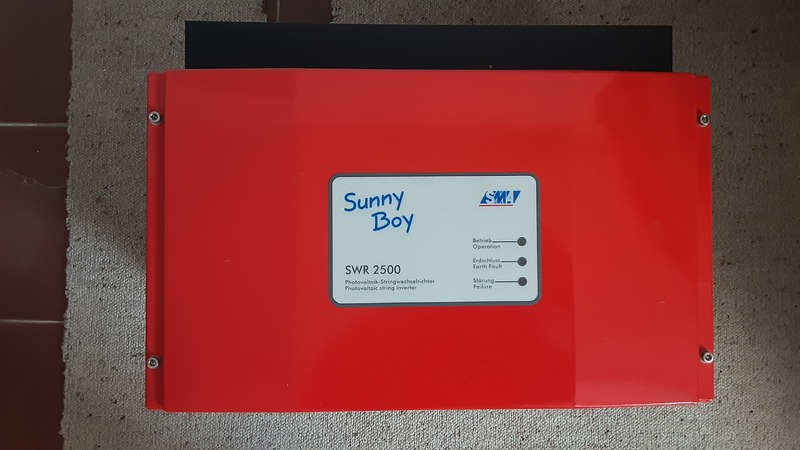 Sunny
Boy
SMA
Betrieb
Operation
Erdschluss
Earth Fault
SWR 2500
Störung
Failure
Photovoltaik-Stringwechselrichter
Photovoltaic string inverter